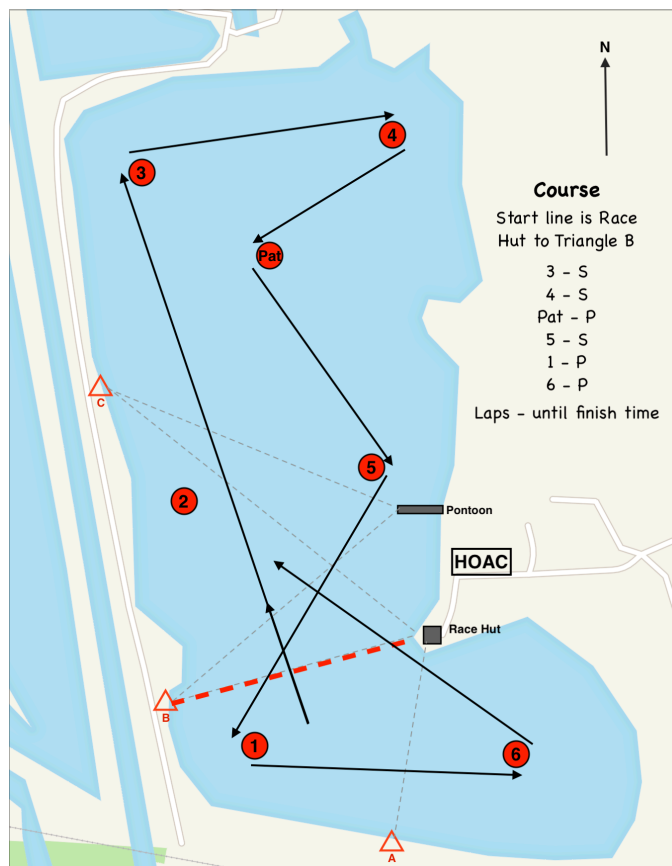 N
4
3
Course
Start line is Race
Hut to Triangle B
3 - S
4 - S
Pat - P
5 - S
1 - P
6 - P
Laps - until finish time
Pat
C
5
2
Pontoon
HOAC
Race Hut
B
1
6
A